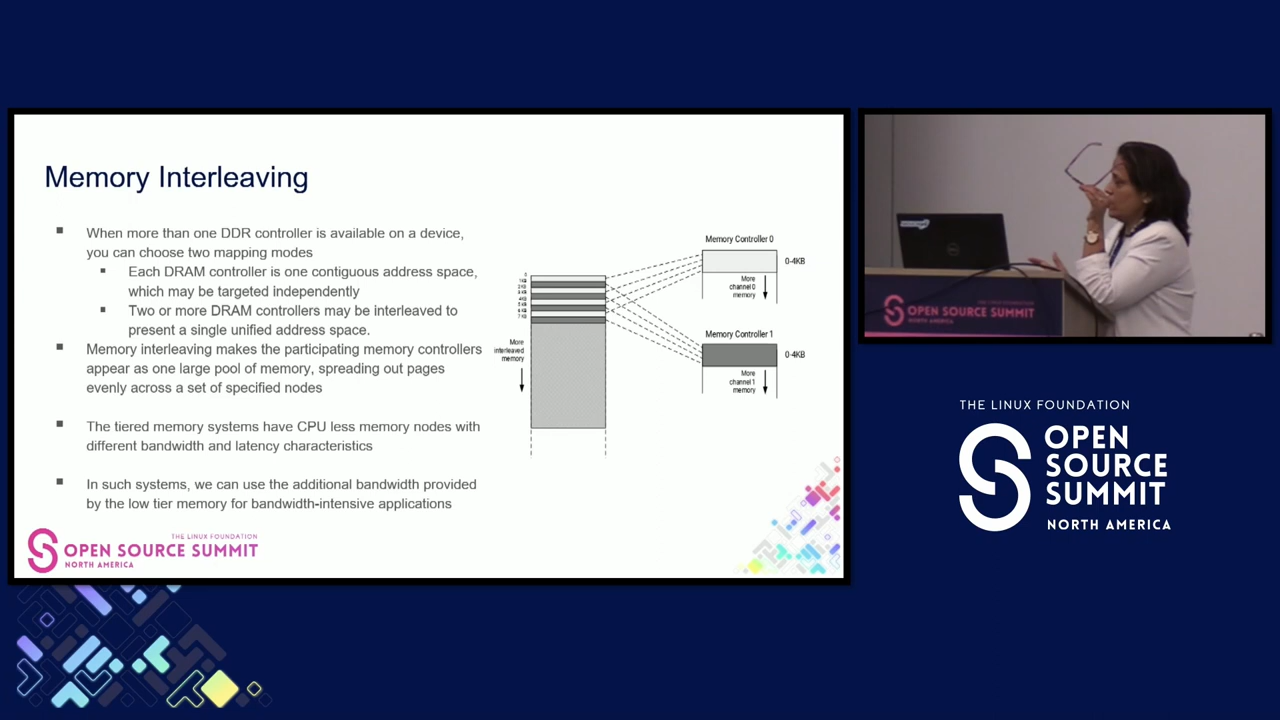 Memory Interleaving
When more than one DDR controller is available on a device,
you can choose two mapping modes
Each DRAM controller is one contiguous address space,
which may be targeted independently
Two or more DRAM controllers may be interleaved to
present a single unified address space.
Memory interleaving makes the participating memory controllers
appear as one large pool of memory, spreading out pages
evenly across a set of specified nodes
The tiered memory systems have CPU less memory nodes with
different bandwidth and latency characteristics
In such systems, we can use the additional bandwidth provided
by the low tier memory for bandwidth-intensive applications
More
interleaved
memory
Memory Controller 0
0-4KB
More
channel 0
memory
Memory Controller 1
0-4KB
More
channel 1
memory
THE LINUX FOUNDATION
OPEN SOURCE SUMMIT
NORTH AMERICA
DELL
OPEN SOURCE SUMMIT
NORTH AMERICA
THE LINUX FOUNDATION
OPEN
SOURCE
SUMMIT
NORTH AMERICA